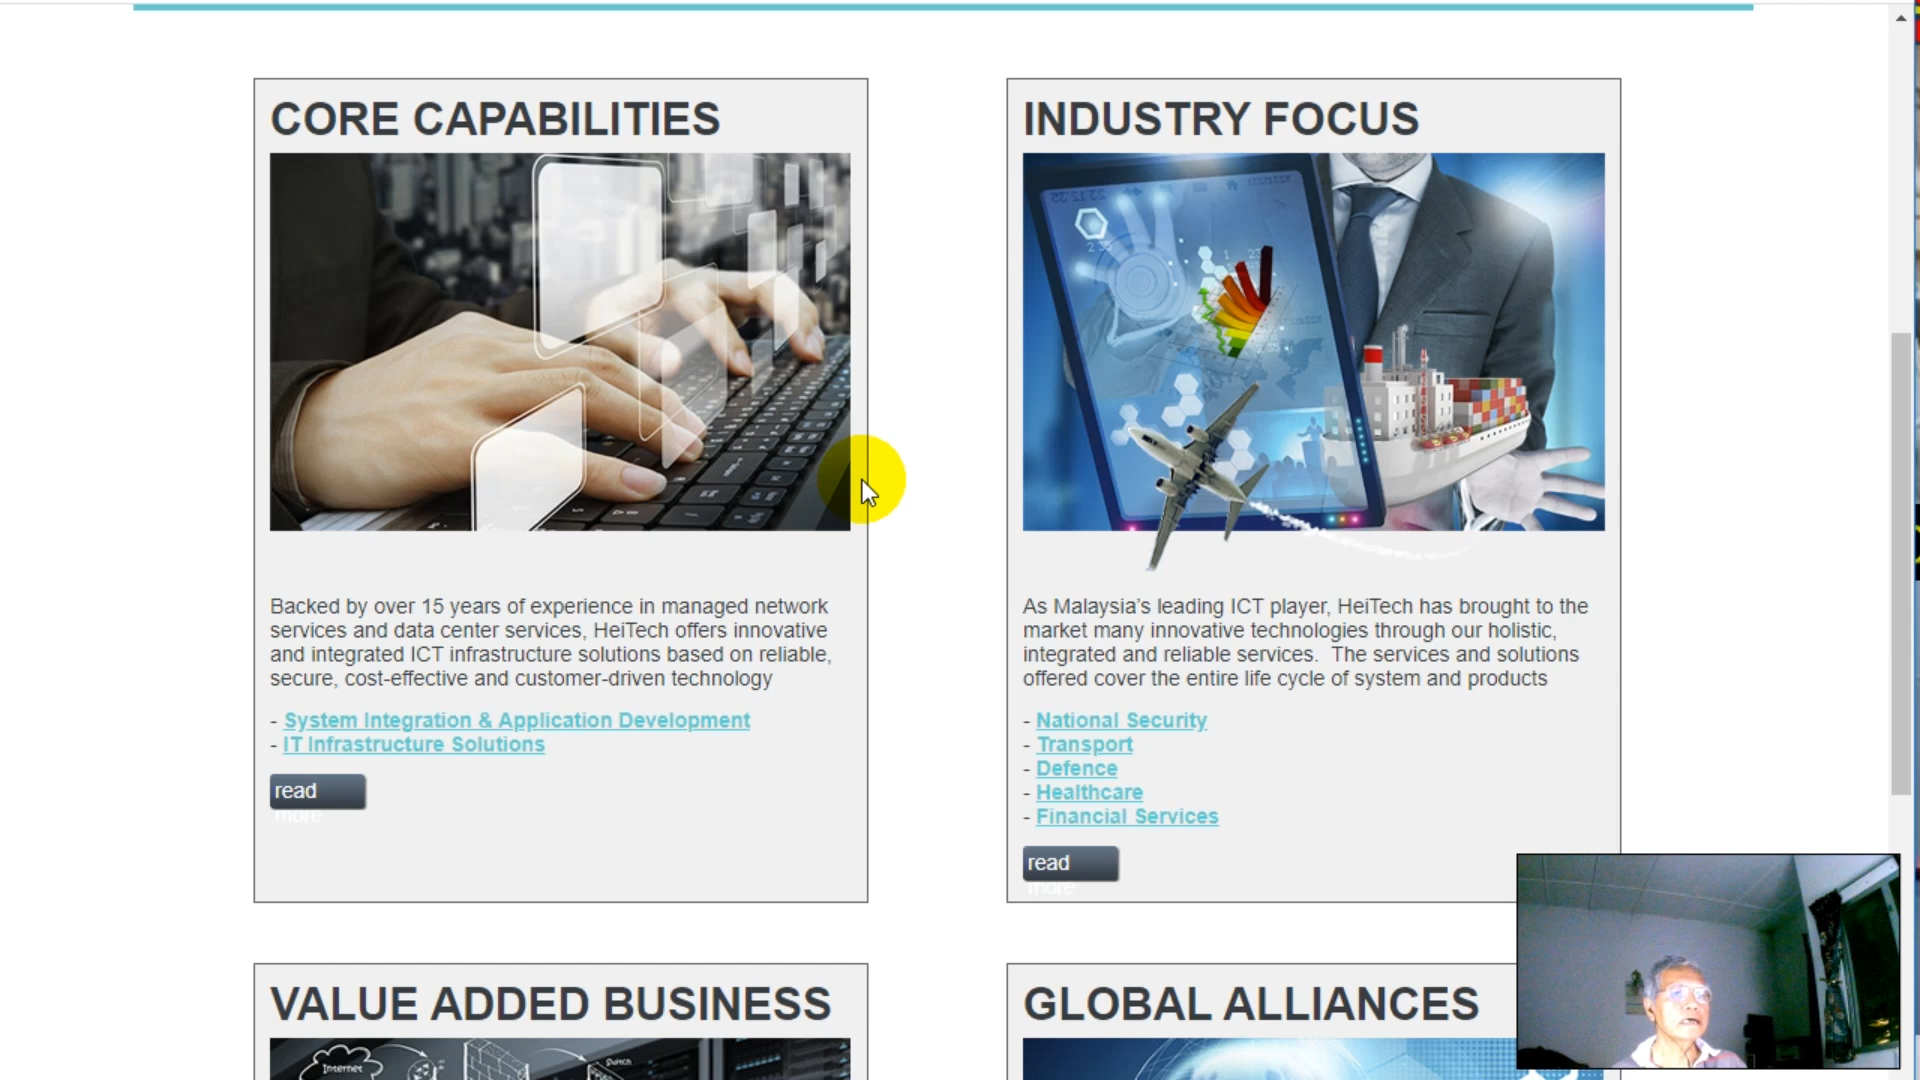 CORE CAPABILITIES
Backed by over 15 years of experience in managed network
services and data center services, HeiTech offers innovative
and integrated ICT infrastructure solutions based on reliable,
secure, cost-effective and customer-driven technology
- System Integration & Application Development
- IT Infrastructure Solutions
read
more
INDUSTRY FOCUS
As Malaysia’s leading ICT player, HeiTech has brought to the
market many innovative technologies through our holistic,
integrated and reliable services.  The services and solutions
offered cover the entire life cycle of system and products
- National Security
- Transport
- Defence
- Healthcare
- Financial Services
read
more
VALUE ADDED BUSINESS
Internet
Switch
GLOBAL ALLIANCES